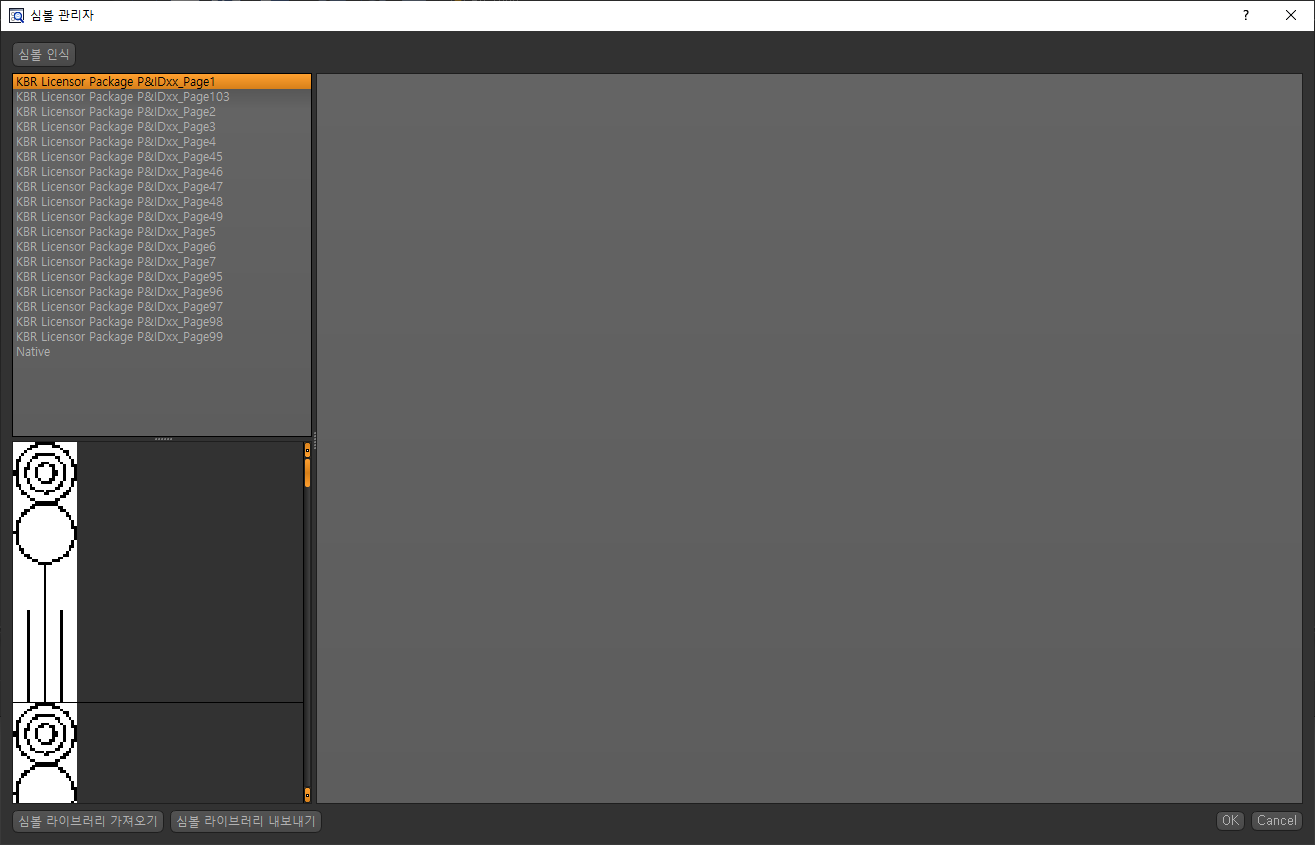 심볼 관리자
?
심볼 인식
KBR Licensor Package P&IDxx_Page1
KBR Licensor Package P&IDxx_Page103
KBR Licensor Package P&IDxx_Page2
KBR Licensor Package P&IDxx_Page3
KBR Licensor Package P&IDxx_Page4
KBR Licensor Package P&IDxx_Page45
KBR Licensor Package P&IDxx_Page46
KBR Licensor Package P&IDxx_Page47
KBR Licensor Package P&IDxx_Page48
KBR Licensor Package P&IDxx_Page49
KBR Licensor Package P&IDxx_Page5
KBR Licensor Package P&IDxx_Page6
KBR Licensor Package P&IDxx_Page7
KBR Licensor Package P&IDxx_Page95
KBR Licensor Package P&IDxx_Page96
KBR Licensor Package P&IDxx_Page97
KBR Licensor Package P&IDxx_Page98
KBR Licensor Package P&IDxx_Page99
Native
심볼 라이브러리 가져오기 심볼 라이브러리 내보내기 OK Cancel